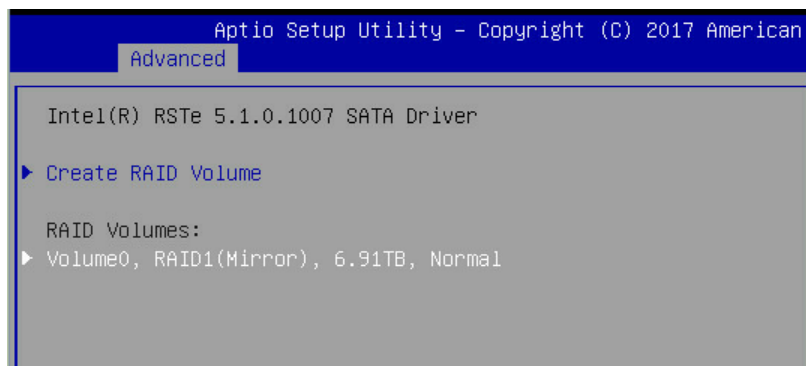 Aptio Setup Utility – Copyright (C) 2017 American
Advanced
Intel(R) RSTe 5.1.0.1007 SATA Driver
Create RAID Volume
RAID Volumes:
Volume0, RAID1(Mirror), 6.91TB, Normal